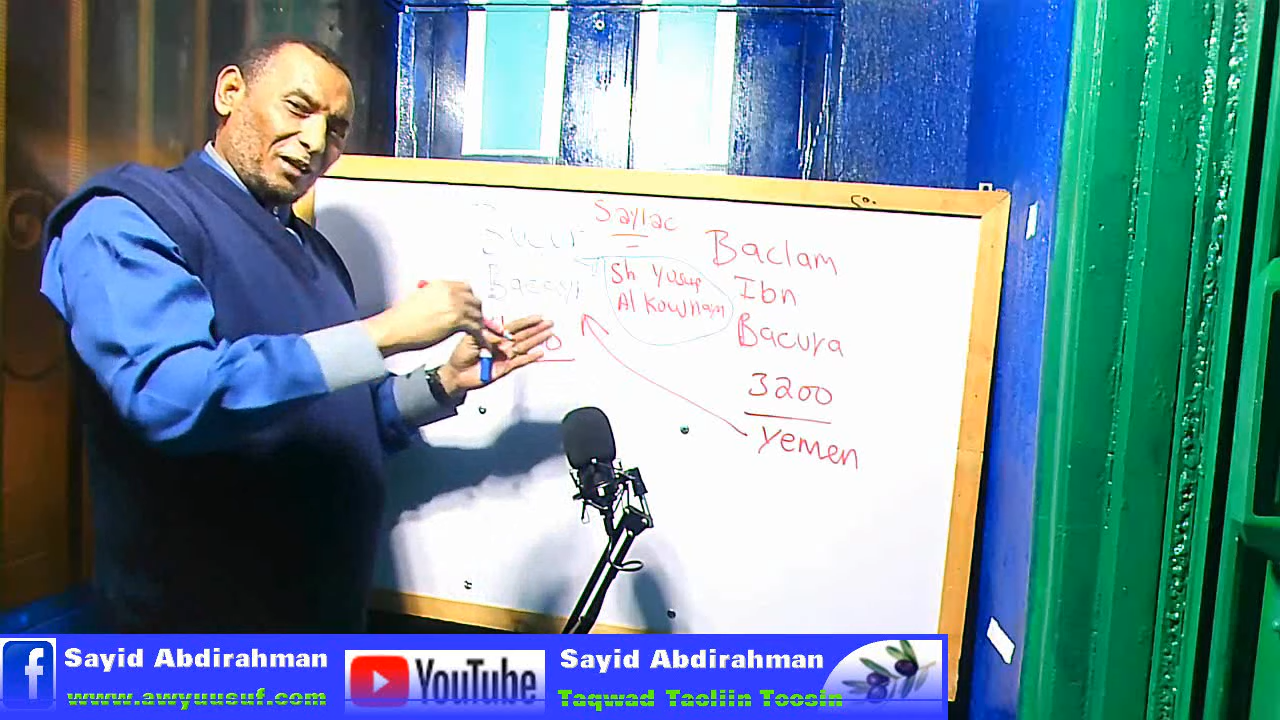 Saylac
Baclam
Ibn
Bacura
3200
Yemen
Sh Yusuf
Al Kowneyn
Sayid Abdirahman
www.awyuusuf.com
YouTube
Sayid Abdirahman
Taqwad Taoliin Toosin